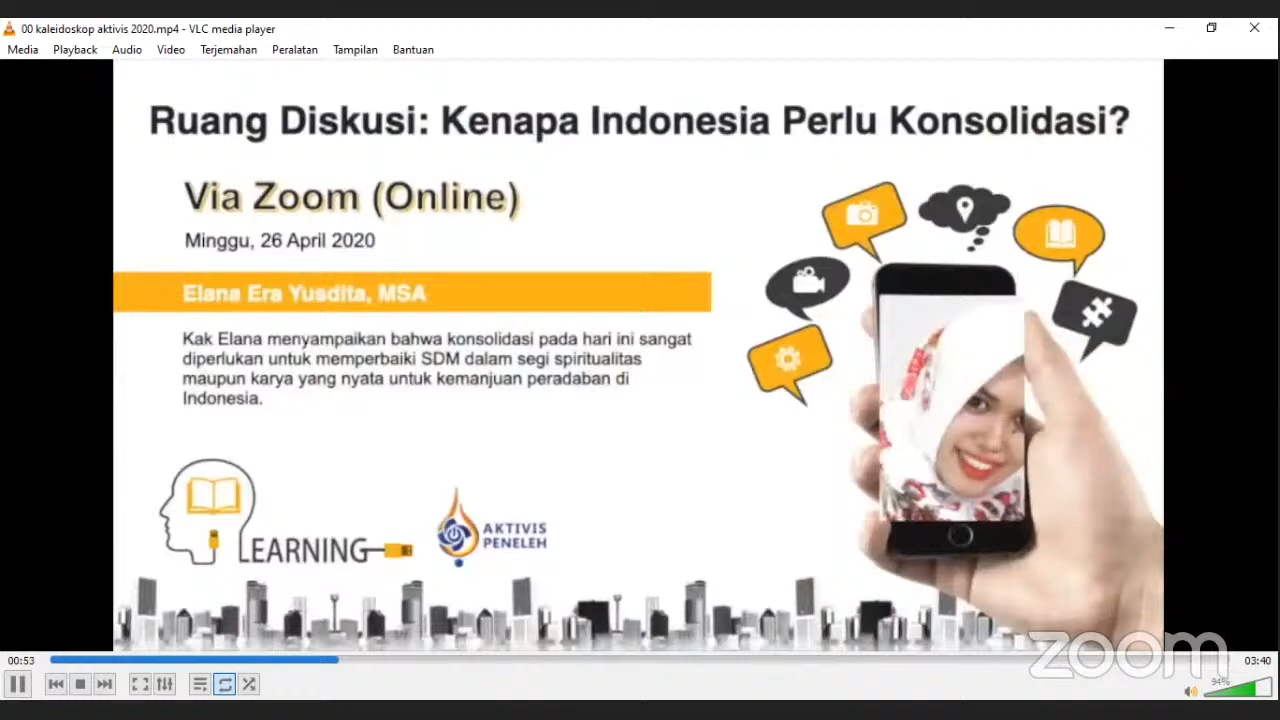 00 kaleidoskop aktivis 2020.mp4 - VLC media player
Media Playback Audio Video Terjemahan Peralatan Tampilan Bantuan
Ruang Diskusi: Kenapa Indonesia Perlu Konsolidasi?
Via Zoom (Online)
Minggu, 26 April 2020
Elana Era Yusdita, MSA
Kak Elana menyampaikan bahwa konsolidasi pada hari ini sangat
diperlukan untuk memperbaiki SDM dalam segi spiritualitas
maupun karya yang nyata untuk kemanjuan peradaban di
Indonesia.
LEARNING
AKTIVIS
PENELEH
zoom
00:53
03:40
94%